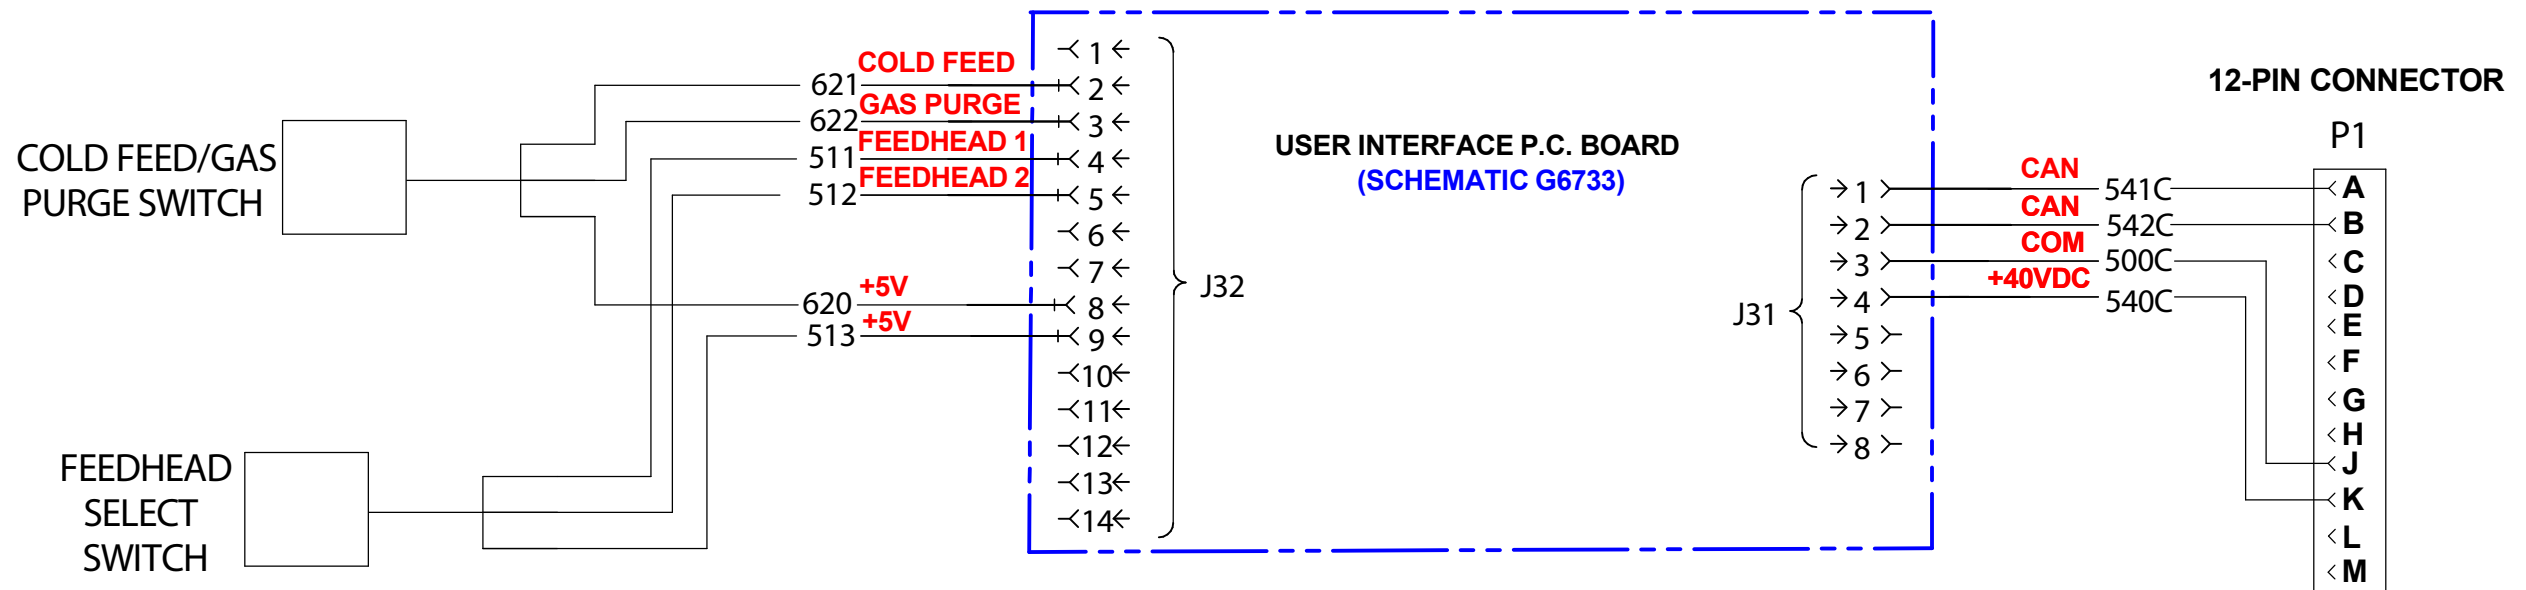 COLD FEED/GAS
PURGE SWITCH
FEEDHEAD
SELECT
SWITCH
621
COLD FEED
622
GAS PURGE
511
FEEDHEAD 1
512
FEEDHEAD 2
620
+5V
513
+5V
1
2
3
4
5
6
7
8
9
10
11
12
13
14
J32
USER INTERFACE P.C. BOARD
(SCHEMATIC G6733)
J31
1
2
3
4
5
6
7
8
CAN
541C
CAN
542C
COM
500C
+40VDC
540C
12-PIN CONNECTOR
P1
A
B
C
D
E
F
G
H
J
K
L
M